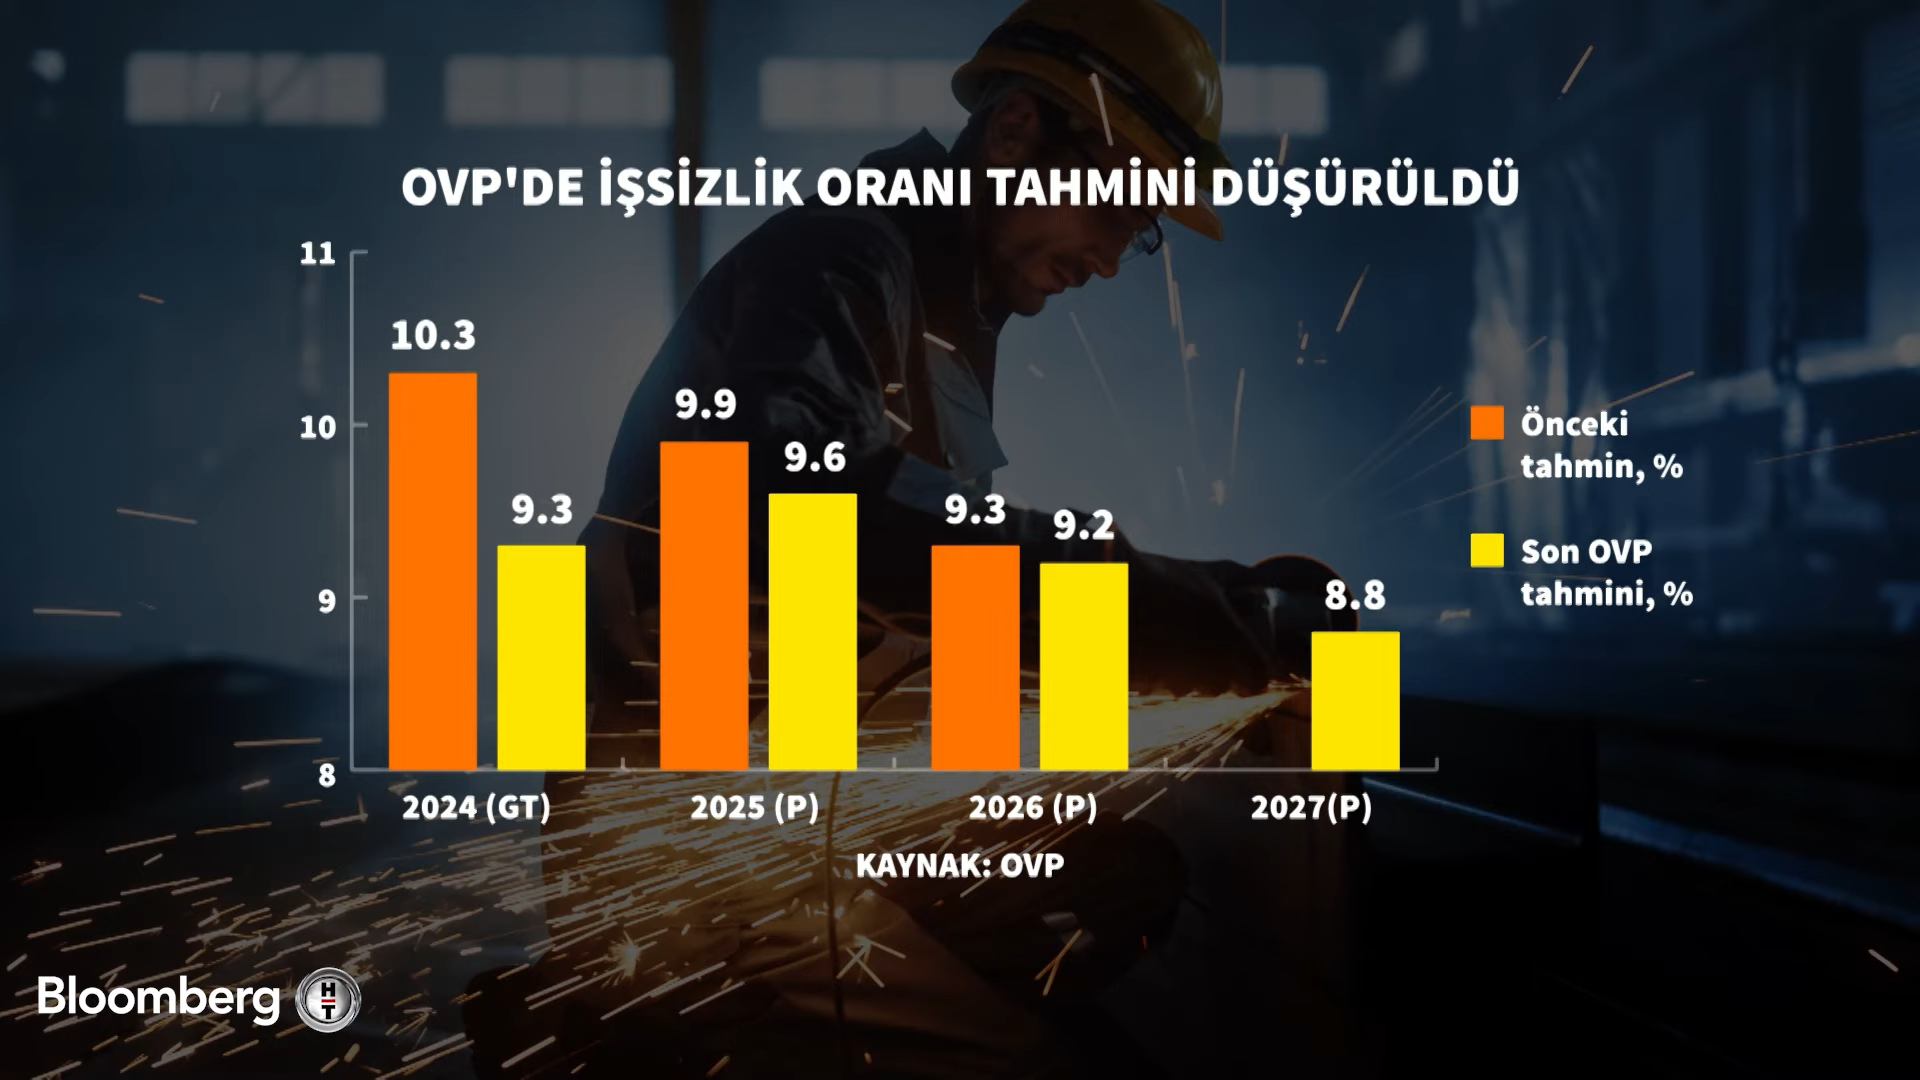 OVP'DE İŞSİZLİK ORANI TAHMİNİ DÜŞÜRÜLDÜ
11
10
9
8
10.3
9.3
9.9
9.6
9.3
9.2
8.8
2024 (GT)
2025 (P)
2026 (P)
2027(P)
Önceki
tahmin, %
Son OVP
tahmini, %
KAYNAK: OVP
Bloomberg HT